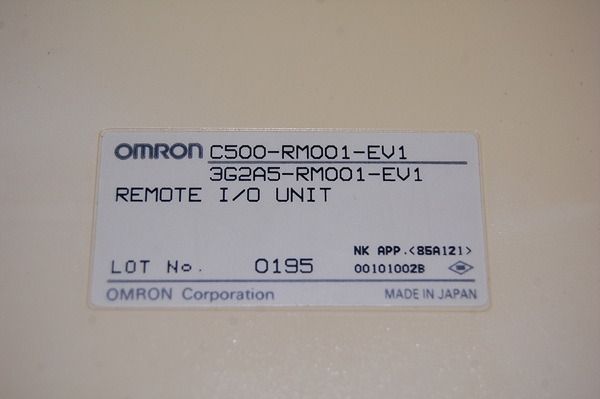 OMRON C500-RM001-EV1
3G2A5-RM001-EV1
REMOTE I/O UNIT
NK APP.<85A121>
LOT No. 0195 00101002B
OMRON Corporation MADE IN JAPAN